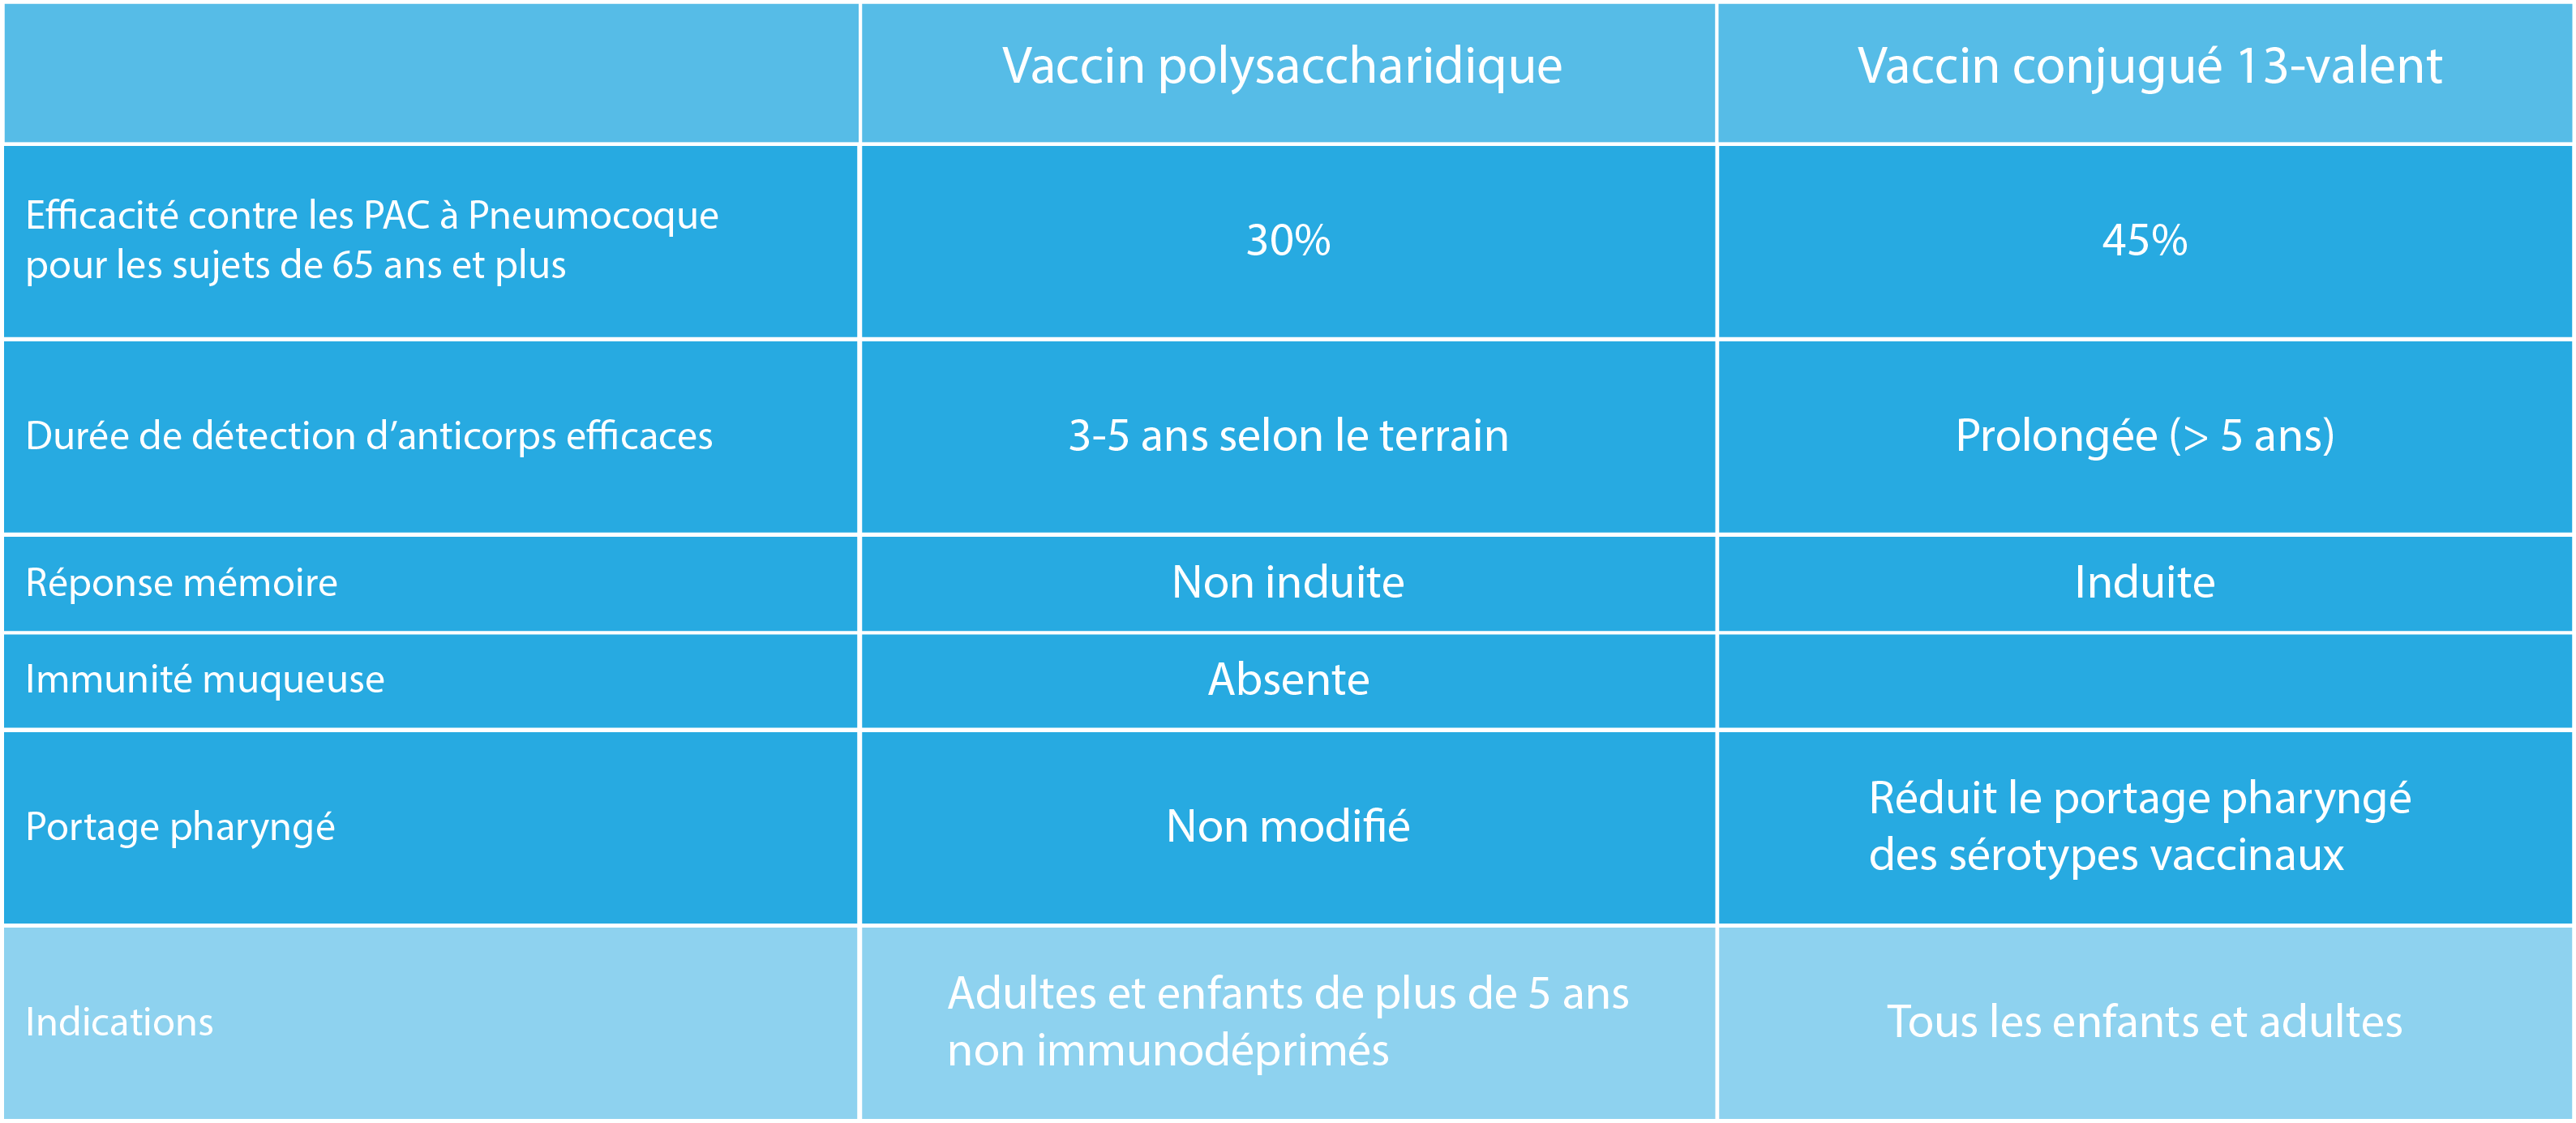 Vaccin polysaccharidique
Vaccin conjugué 13-valent
Efficacité contre les PAC à Pneumocoque
pour les sujets de 65 ans et plus
30%
45%
Durée de détection d’anticorps efficaces
3-5 ans selon le terrain
Prolongée (> 5 ans)
Réponse mémoire
Non induite
Induite
Immunité muqueuse
Absente
Portage pharyngé
Non modifié
Réduit le portage pharyngé
des sérotypes vaccinaux
Indications
Adultes et enfants de plus de 5 ans
non immunodéprimés
Tous les enfants et adultes